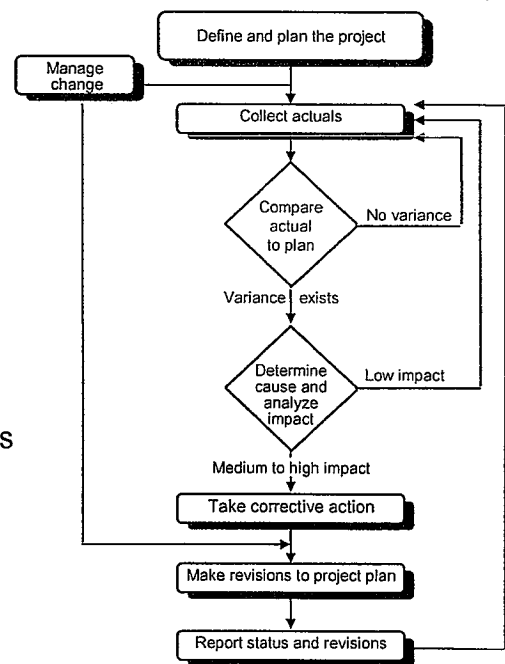 Define and plan the project
Manage
change
Collect actuals
Compare
actual
to plan
No variance
Variance exists
Determine
cause and
analyze
impact
Low impact
s
Medium to high impact
Take corrective action
Make revisions to project plan
Report status and revisions